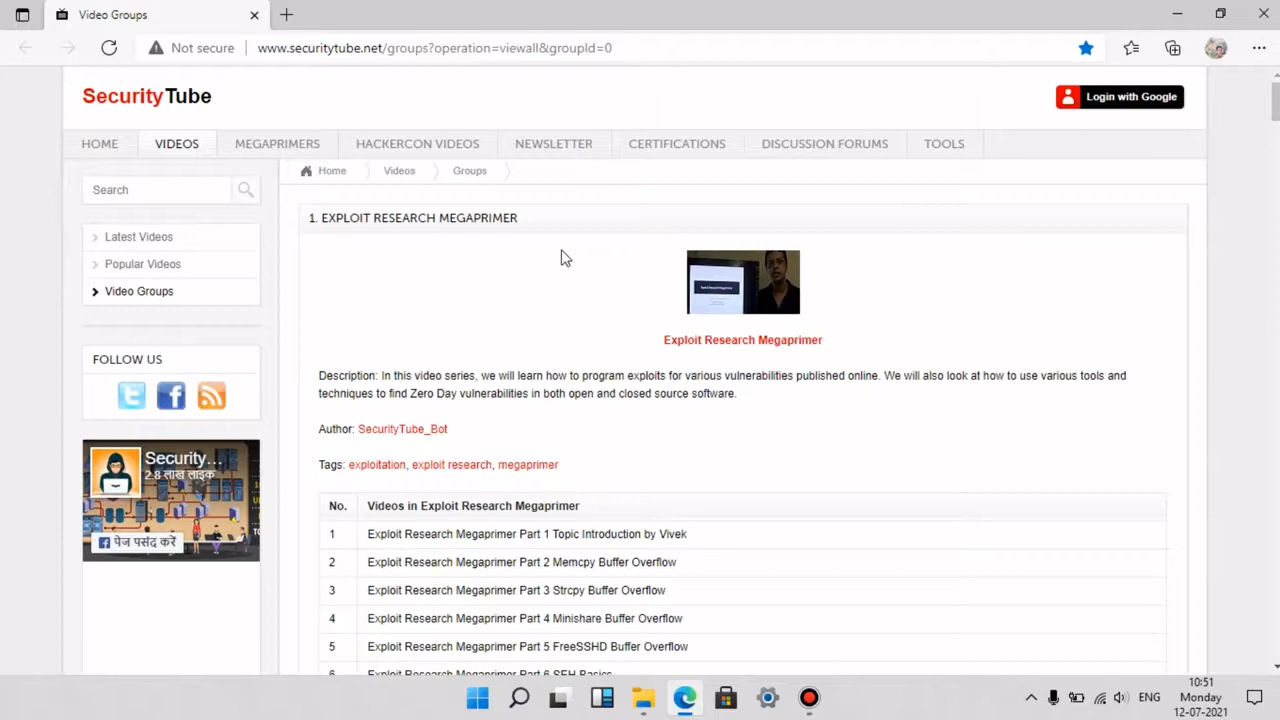 Video Groups
Not secure
www.securitytube.net/groups?operation=viewall&groupId=0
SecurityTube
Login with Google
HOME VIDEOS MEGAPRIMERS HACKERCON VIDEOS NEWSLETTER CERTIFICATIONS DISCUSSION FORUMS TOOLS
Home Videos Groups
Search
Latest Videos
Popular Videos
Video Groups
FOLLOW US
Security...
2.8 लाख लाइक
पेज पसंद करें
1. EXPLOIT RESEARCH MEGAPRIMER
Exploit Research Megaprimer
Description: In this video series, we will learn how to program exploits for various vulnerabilities published online. We will also look at how to use various tools and
techniques to find Zero Day vulnerabilities in both open and closed source software.
Author: SecurityTube_Bot
Tags: exploitation, exploit research, megaprimer
No. Videos in Exploit Research Megaprimer
1 Exploit Research Megaprimer Part 1 Topic Introduction by Vivek
2 Exploit Research Megaprimer Part 2 Memcpy Buffer Overflow
3 Exploit Research Megaprimer Part 3 Strcpy Buffer Overflow
4 Exploit Research Megaprimer Part 4 Minishare Buffer Overflow
5 Exploit Research Megaprimer Part 5 FreeSSHD Buffer Overflow
6 Exploit Research Megaprimer Part 6 SEH Basics
ENG
10:51
Monday
12-07-2021